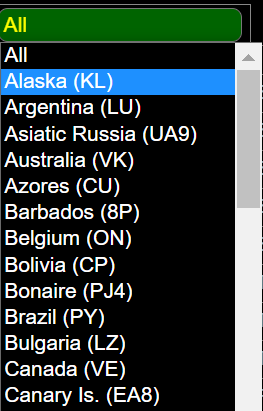 All
All
Alaska (KL)
Argentina (LU)
Asiatic Russia (UA9)
Australia (VK)
Azores (CU)
Barbados (8P)
Belgium (ON)
Bolivia (CP)
Bonaire (PJ4)
Brazil (PY)
Bulgaria (LZ)
Canada (VE)
Canary Is. (EA8)